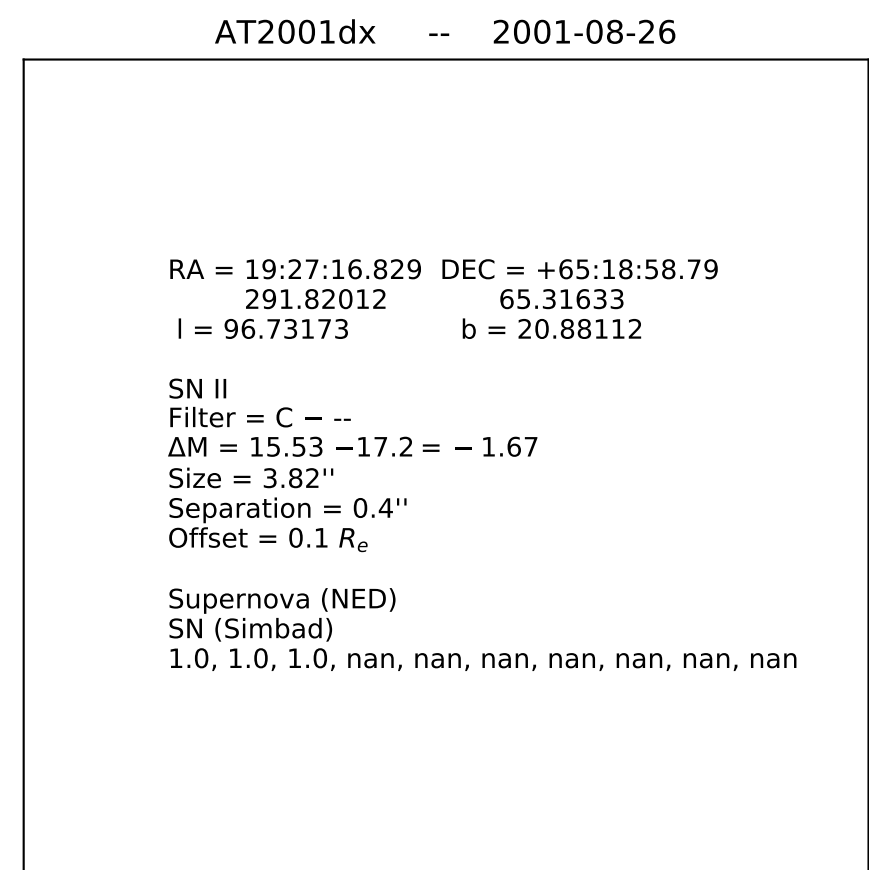 AT2001dx -- 2001-08-26
RA = 19:27:16.829 DEC = +65:18:58.79
291.82012 65.31633
l = 96.73173 b = 20.88112
SN II
Filter = C − --
ΔM = 15.53 −17.2 = − 1.67
Size = 3.82''
Separation = 0.4''
Offset = 0.1 Rₑ
Supernova (NED)
SN (Simbad)
1.0, 1.0, 1.0, nan, nan, nan, nan, nan, nan, nan